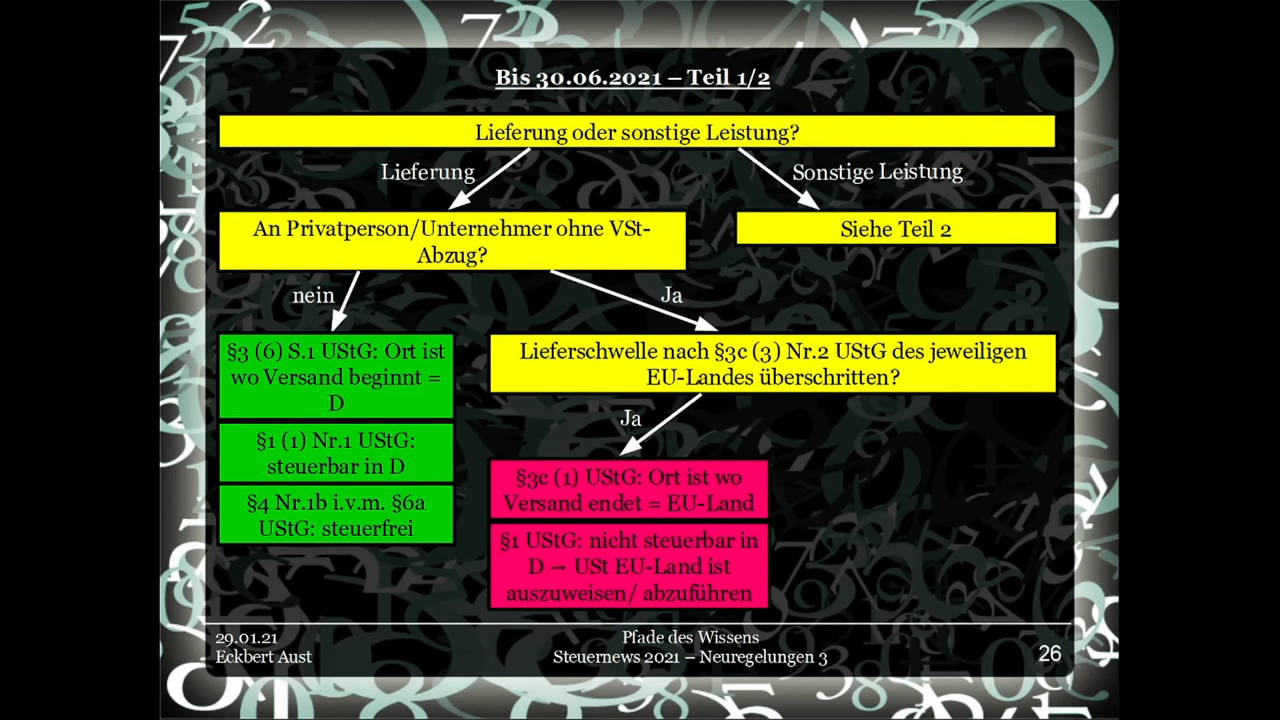 Bis 30.06.2021 – Teil 1/2
Lieferung oder sonstige Leistung?
Lieferung
Sonstige Leistung
An Privatperson/Unternehmer ohne VSt-
Abzug?
Siehe Teil 2
nein
Ja
§3 (6) S.1 UStG: Ort ist
wo Versand beginnt =
D
Lieferschwelle nach §3c (3) Nr.2 UStG des jeweiligen
EU-Landes überschritten?
Ja
§1 (1) Nr.1 UStG:
steuerbar in D
§4 Nr.1b i.v.m. §6a
UStG: steuerfrei
§3c (1) UStG: Ort ist wo
Versand endet = EU-Land
§1 UStG: nicht steuerbar in
D → USt EU-Land ist
auszuweisen/ abzuführen
29.01.21
Eckbert Aust
Pfade des Wissens
Steuernews 2021 – Neuregelungen 3
26